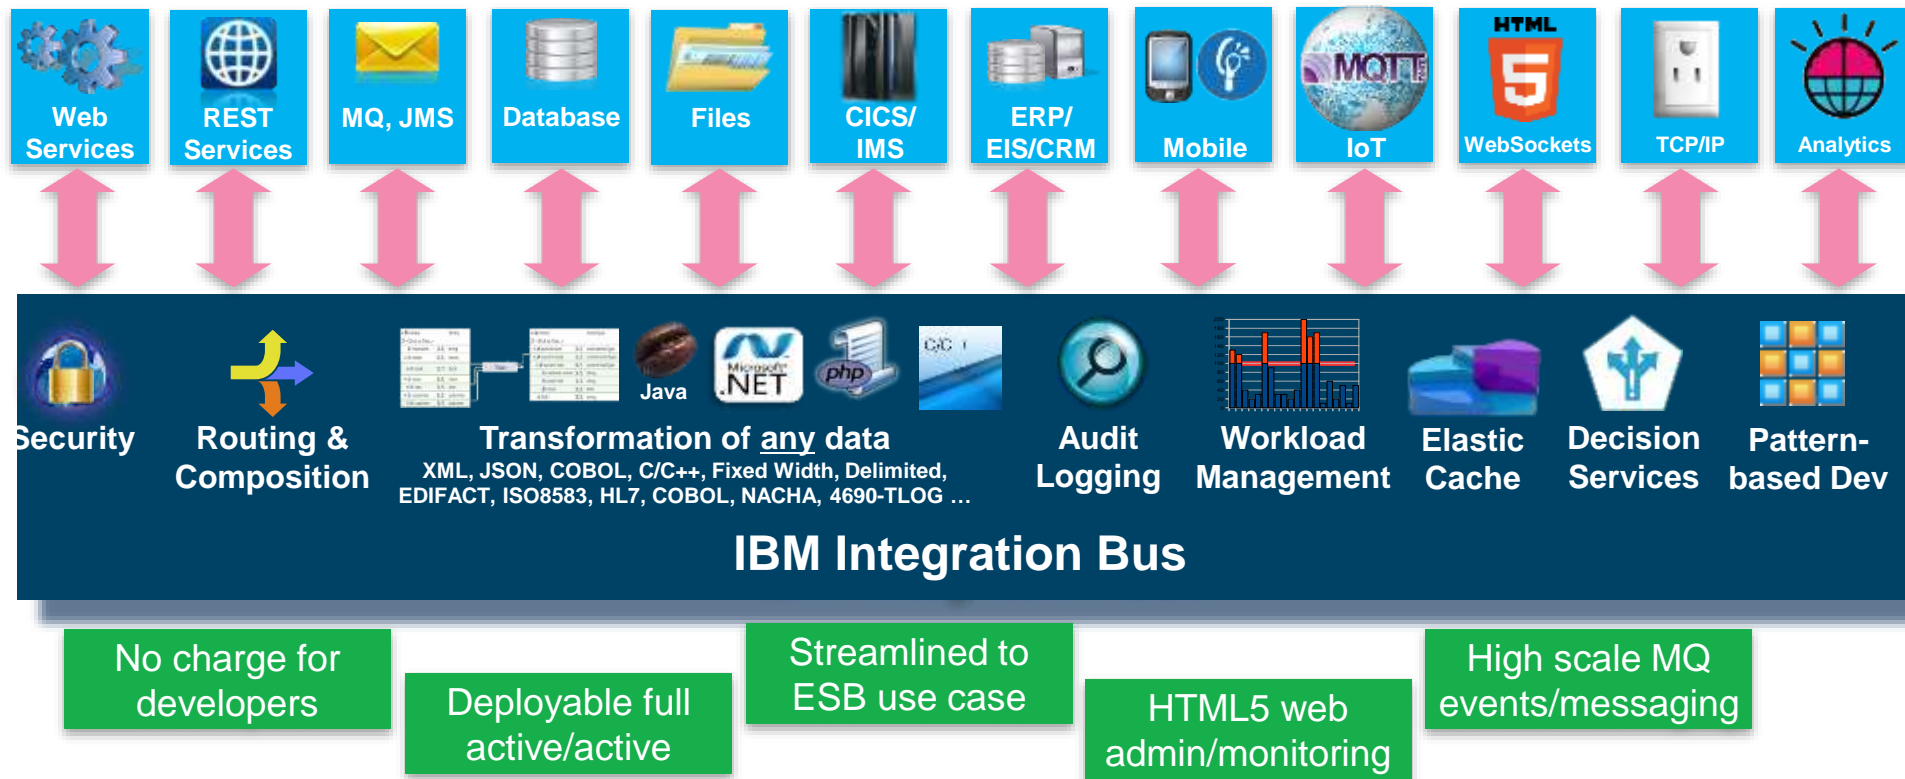 Web
Services
REST
Services
MQ, JMS
Database
Files
CICS/
IMS
ERP/
EIS/CRM
Mobile
MQTT
IoT
HTML
5
WebSockets
TCP/IP
Analytics
Security
Routing &
Composition
Java
Microsoft
.NET
php
Transformation of any data
XML, JSON, COBOL, C/C++, Fixed Width, Delimited,
EDIFACT, ISO8583, HL7, COBOL, NACHA, 4690-TLOG …
Audit
Logging
Workload
Management
Elastic
Cache
Decision
Services
Pattern-
based Dev
IBM Integration Bus
No charge for
developers
Deployable full
active/active
Streamlined to
ESB use case
HTML5 web
admin/monitoring
High scale MQ
events/messaging